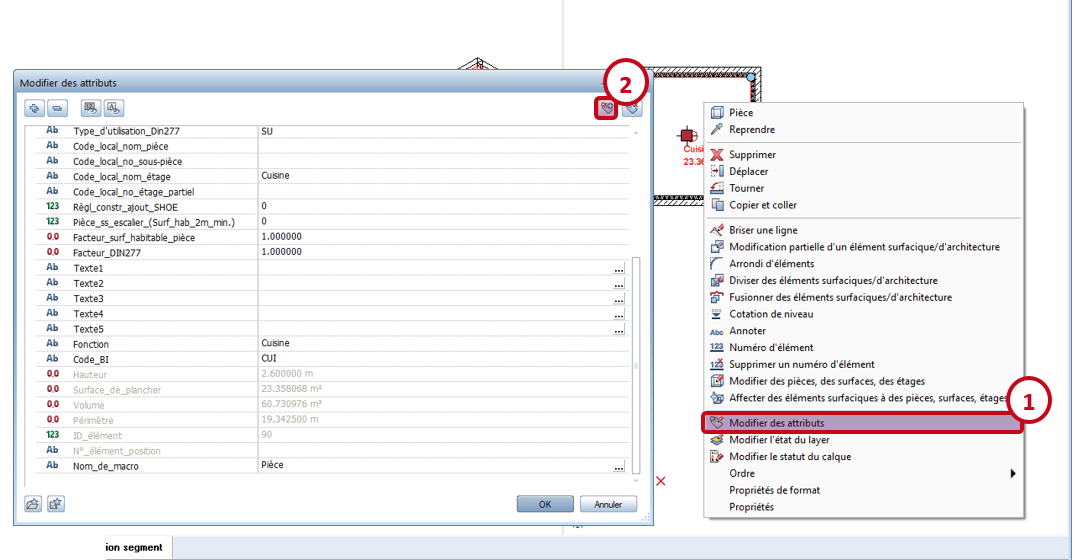 Modifier des attributs
2
Ab Type_d'utilisation_Din277 SU
Ab Code_local_nom_pièce
Ab Code_local_no_sous-pièce
Ab Code_local_nom_étage Cuisine
Ab Code_local_no_étage_partiel
123 Règl_constr_ajout_SHOE 0
123 Pièce_ss_escalier_(Surf_hab_2m_min.) 0
0,0 Facteur_surf_habitable_pièce 1.000000
0,0 Facteur_DIN277 1.000000
Ab Texte1 ...
Ab Texte2 ...
Ab Texte3 ...
Ab Texte4 ...
Ab Texte5 ...
Ab Fonction Cuisine
Ab Code_BI CUI
0,0 Hauteur 2.600000 m
0,0 Surface_de_plancher 23.358068 m²
0,0 Volume 60.730976 m³
0,0 Périmètre 19.342500 m
123 ID_élément 90
Ab N°_élément_position
Ab Nom_de_macro Pièce ...
OK Annuler
ion segment
Cuisi
23.36
Pièce
Reprendre
Supprimer
Déplacer
Tourner
Copier et coller
Briser une ligne
Modification partielle d'un élément surfacique/d'architecture
Arrondi d'éléments
Diviser des éléments surfaciques/d'architecture
Fusionner des éléments surfaciques/d'architecture
Cotation de niveau
Abc Annoter
123 Numéro d'élément
123 Supprimer un numéro d'élément
Modifier des pièces, des surfaces, des étages
Affecter des éléments surfaciques à des pièces, surfaces, étages
1
Modifier des attributs
Modifier l'état du layer
Modifier le statut du calque
Ordre
Propriétés de format
Propriétés